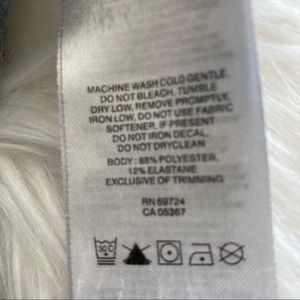 MACHINE WASH COLD GENTLE,
DO NOT BLEACH, TUMBLE
DRY LOW, REMOVE PROMPTLY,
IRON LOW, DO NOT USE FABRIC
SOFTENER, IF PRESENT
DO NOT IRON DECAL,
DO NOT DRYCLEAN
BODY : 88% POLYESTER,
12% ELASTANE
EXCLUSIVE OF TRIMMING
RN 69724
CA 05367
30 C